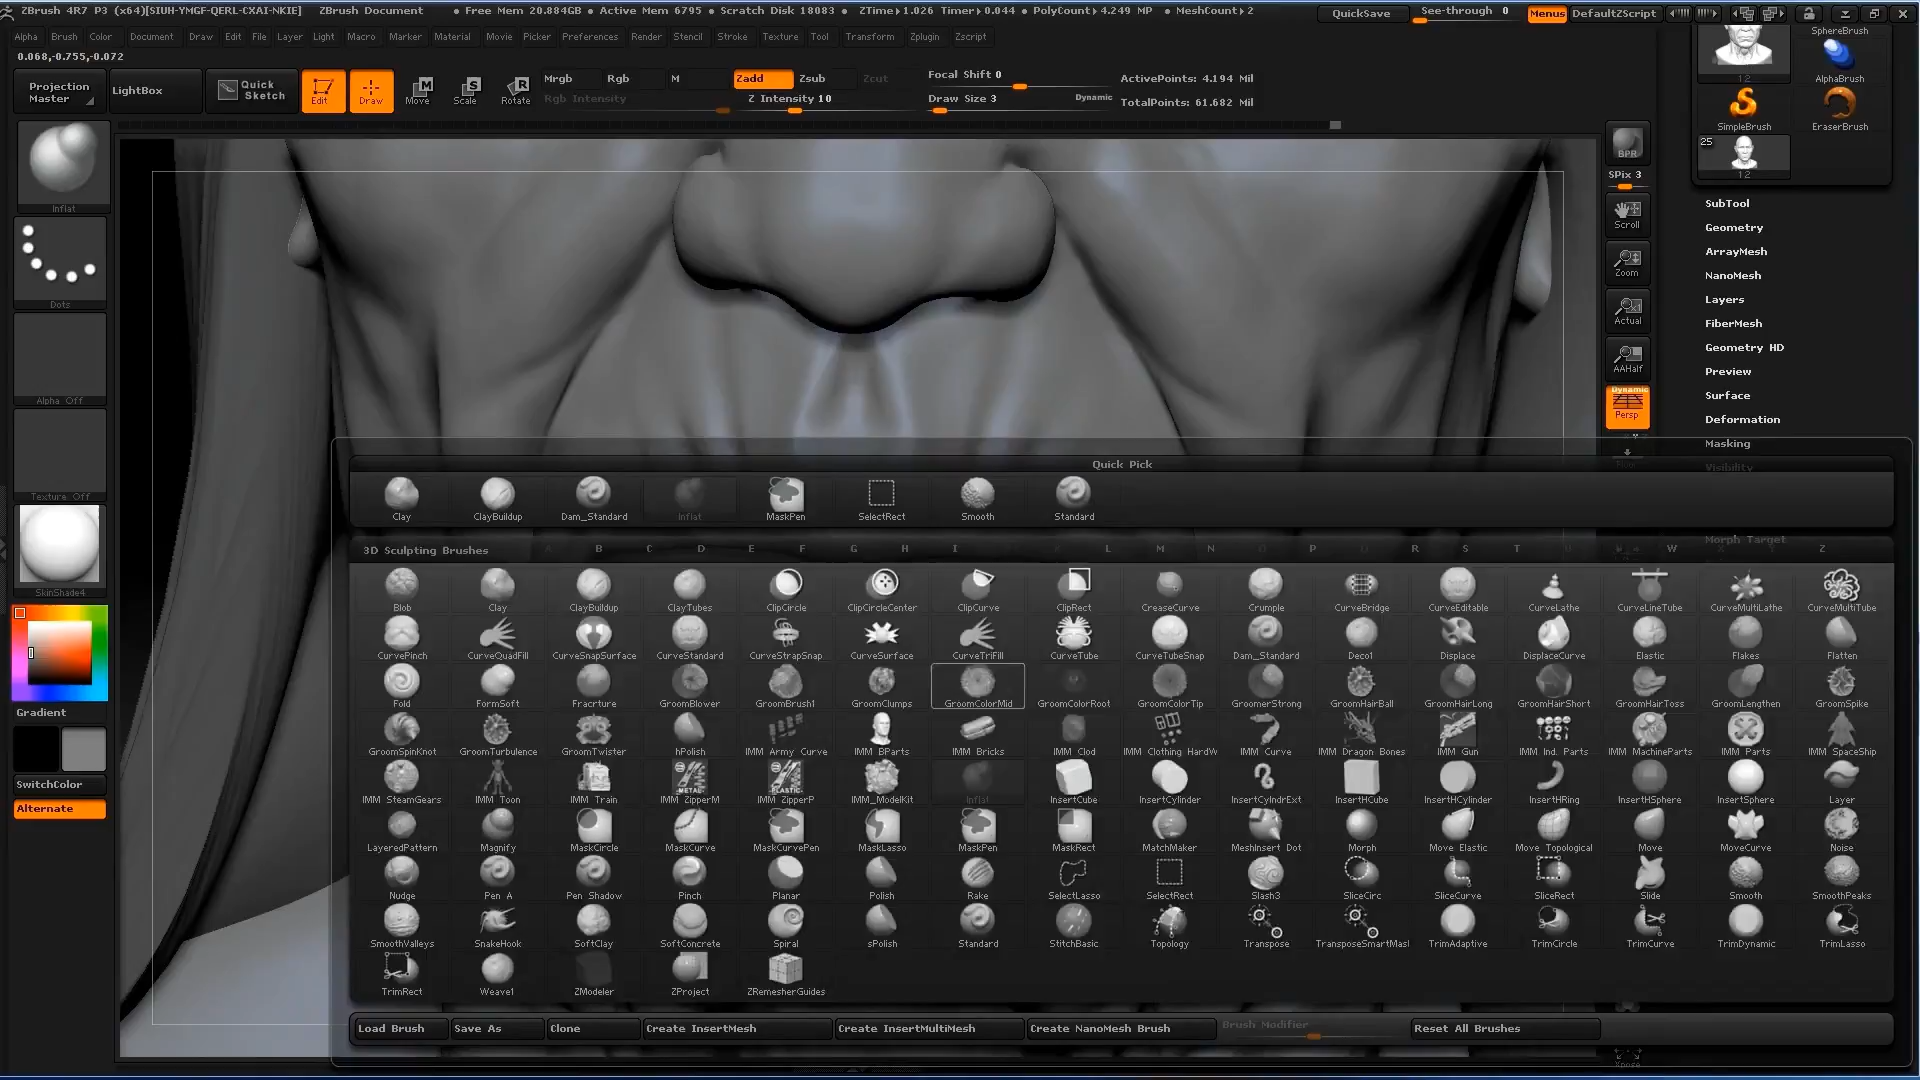 ZBrush 4R7 P3 (x64)[SIUH-YMGF-QERL-CXAI-NKIE] ZBrush Document • Free Mem 20.884GB • Active Mem 6795 • Scratch Disk 18083 • ZTime▸1.026 Timer▸0.044 • PolyCount▸4.249 MP • MeshCount▸2 QuickSave See-through 0 Menus DefaultZScript
Alpha Brush Color Document Draw Edit File Layer Light Macro Marker Material Movie Picker Preferences Render Stencil Stroke Texture Tool Transform Zplugin Zscript
0.068,-0.755,-0.072
Projection Master
LightBox
Quick Sketch
Edit
Draw
Move
Scale
Rotate
Mrgb Rgb M Zadd Zsub Zcut
Rgb Intensity Z Intensity 10
Focal Shift 0
Draw Size 3 Dynamic
ActivePoints: 4.194 Mil
TotalPoints: 61.682 Mil
Inflat
Dots
Alpha Off
Texture Off
SkinShade4
Gradient
SwitchColor
Alternate
BPR
SPix 3
Scroll
Zoom
Actual
AAHalf
Dynamic
Persp
Floor
Xpose
SphereBrush
12
AlphaBrush
SimpleBrush
EraserBrush
25
12
SubTool
Geometry
ArrayMesh
NanoMesh
Layers
FiberMesh
Geometry HD
Preview
Surface
Deformation
Masking
Visibility
Morph Target
Quick Pick
Clay ClayBuildup Dam_Standard Inflat MaskPen SelectRect Smooth Standard
3D Sculpting Brushes A B C D E F G H I K L M N O P Q R S T U W X Z
Blob Clay ClayBuildup ClayTubes ClipCircle ClipCircleCenter ClipCurve ClipRect CreaseCurve Crumple CurveBridge CurveEditable CurveLathe CurveLineTube CurveMultiLathe CurveMultiTube
CurvePinch CurveQuadFill CurveSnapSurface CurveStandard CurveStrapSnap CurveSurface CurveTriFill CurveTube CurveTubeSnap Dam_Standard Deco1 Displace DisplaceCurve Elastic Flakes Flatten
Fold FormSoft Fracrture GroomBlower GroomBrush1 GroomClumps GroomColorMid GroomColorRoot GroomColorTip GroomerStrong GroomHairBall GroomHairLong GroomHairShort GroomHairToss GroomLengthen GroomSpike
GroomSpinKnot GroomTurbulence GroomTwister hPolish IMM Army Curve IMM BParts IMM Bricks IMM Clod IMM Clothing HardW IMM Curve IMM Dragon Bones IMM Gun IMM Ind. Parts IMM MachineParts IMM Parts IMM SpaceShip
IMM SteamGears IMM Toon IMM Train IMM ZipperM IMM ZipperP IMM_ModelKit Inflat InsertCube InsertCylinder InsertCylndrExt InsertHCube InsertHCylinder InsertHRing InsertHSphere InsertSphere Layer
LayeredPattern Magnify MaskCircle MaskCurve MaskCurvePen MaskLasso MaskPen MaskRect MatchMaker MeshInsert Dot Morph Move Elastic Move Topological Move MoveCurve Noise
Nudge Pen A Pen Shadow Pinch Planar Polish Rake SelectLasso SelectRect Slash3 SliceCirc SliceCurve SliceRect Slide Smooth SmoothPeaks
SmoothValleys SnakeHook SoftClay SoftConcrete Spiral sPolish Standard StitchBasic Topology Transpose TransposeSmartMasl TrimAdaptive TrimCircle TrimCurve TrimDynamic TrimLasso
TrimRect Weave1 ZModeler ZProject ZRemesherGuides
Load Brush Save As Clone Create InsertMesh Create InsertMultiMesh Create NanoMesh Brush Brush Modifier Reset All Brushes